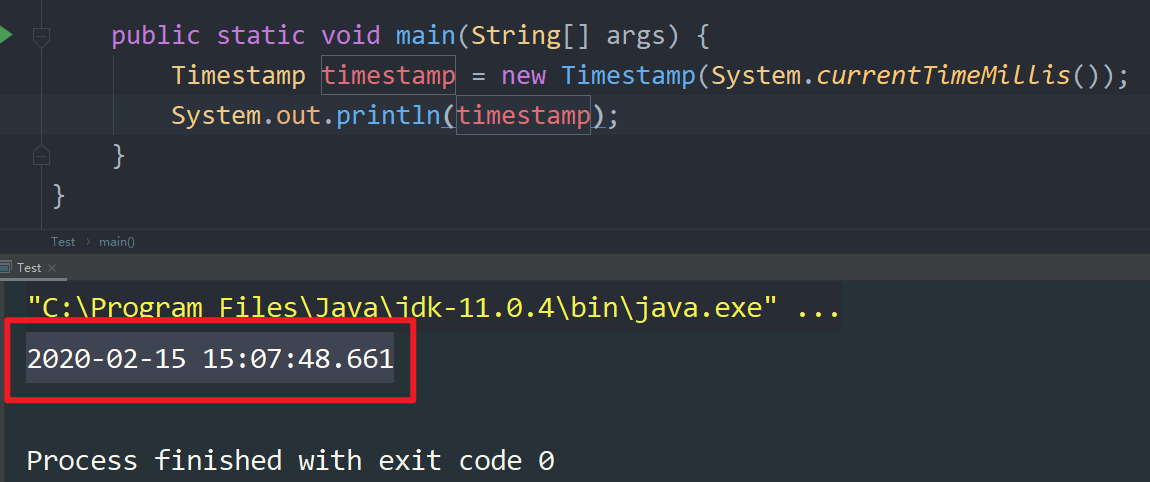 public static void main(String[] args) {
Timestamp timestamp = new Timestamp(System.currentTimeMillis());
System.out.println(timestamp);
}
}
Test › main()
Test ×
"C:\Program Files\Java\jdk-11.0.4\bin\java.exe" ...
2020-02-15 15:07:48.661
Process finished with exit code 0